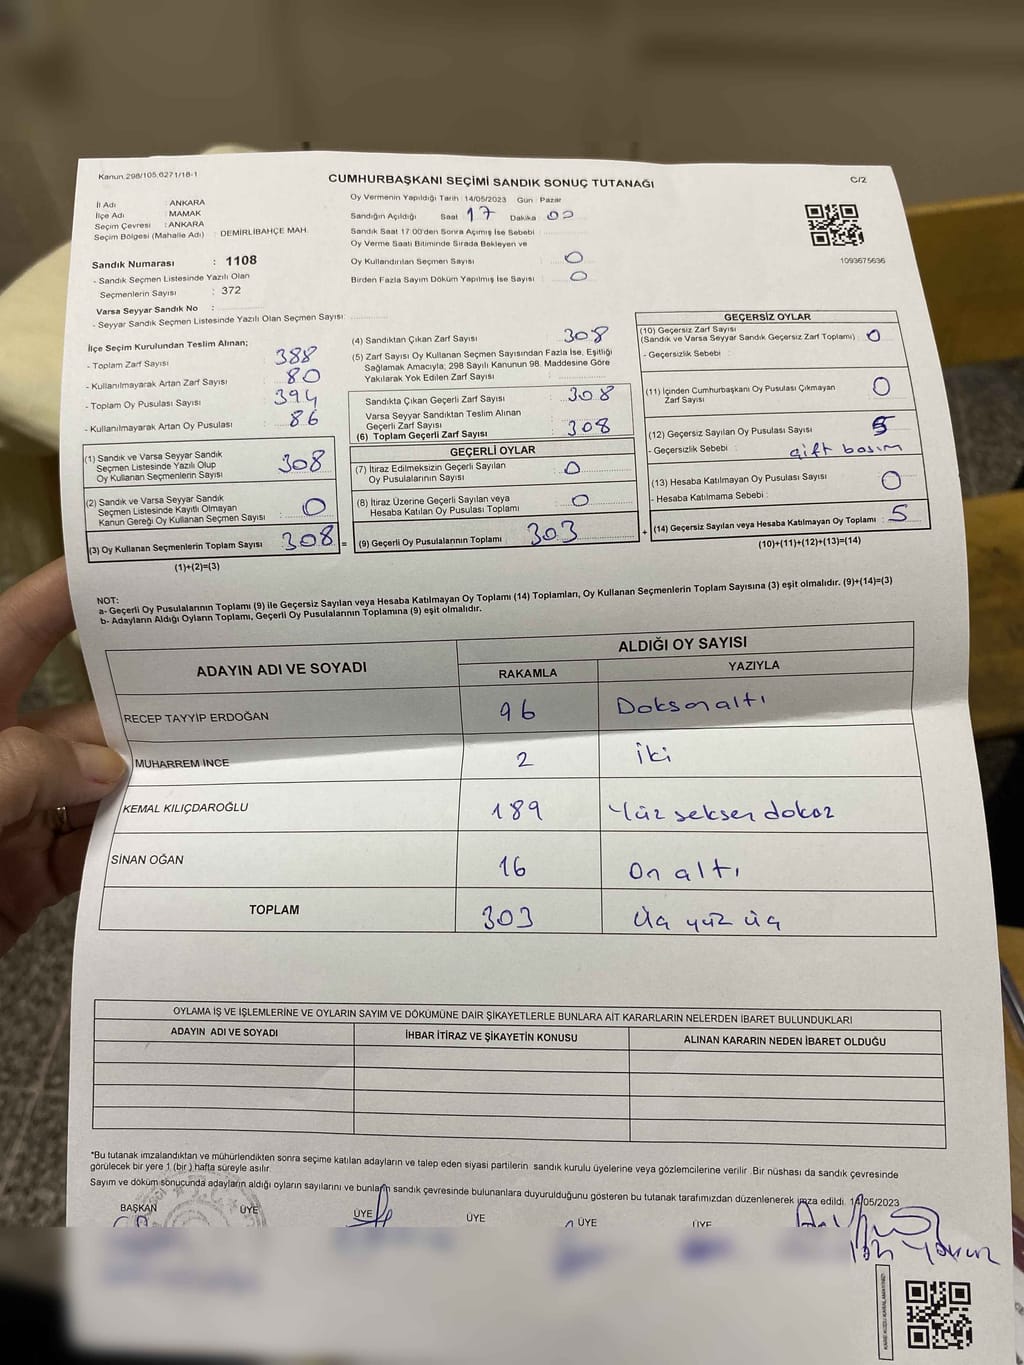 Kanun.298/105.6271/18-1
CUMHURBAŞKANI SEÇİMİ SANDIK SONUÇ TUTANAĞI
C/2
İl Adı : ANKARA
İlçe Adı : MAMAK
Seçim Çevresi : ANKARA
Seçim Bölgesi (Mahalle Adı) : DEMİRLİBAHÇE MAH.
Oy Vermenin Yapıldığı Tarih : 14/05/2023 Gün : Pazar
Sandığın Açıldığı Saat 17 Dakika 00
Sandık Saat 17:00'den Sonra Açımış İse Sebebi :
Oy Verme Saati Bitiminde Sırada Bekleyen ve
Oy Kullandırılan Seçmen Sayısı : 0
Birden Fazla Sayım Döküm Yapılmış İse Sayısı : 0
1093675636
Sandık Numarası : 1108
- Sandık Seçmen Listesinde Yazılı Olan
Seçmenlerin Sayısı : 372
Varsa Seyyar Sandık No :
- Seyyar Sandık Seçmen Listesinde Yazılı Olan Seçmen Sayısı:
İlçe Seçim Kurulundan Teslim Alınan;
- Toplam Zarf Sayısı : 388
- Kullanılmayarak Artan Zarf Sayısı : 80
- Toplam Oy Pusulası Sayısı : 394
- Kullanılmayarak Artan Oy Pusulası : 86
(1) Sandık ve Varsa Seyyar Sandık
Seçmen Listesinde Yazılı Olup
Oy Kullanan Seçmenlerin Sayısı : 308
(2) Sandık ve Varsa Seyyar Sandık
Seçmen Listesinde Kayıtlı Olmayan
Kanun Gereği Oy Kullanan Seçmen Sayısı : 0
(3) Oy Kullanan Seçmenlerin Toplam Sayısı : 308 =
(1)+(2)=(3)
(4) Sandıktan Çıkan Zarf Sayısı : 308
(5) Zarf Sayısı Oy Kullanan Seçmen Sayısından Fazla İse, Eşitliği
Sağlamak Amacıyla; 298 Sayılı Kanunun 98. Maddesine Göre
Yakılarak Yok Edilen Zarf Sayısı :
Sandıkta Çıkan Geçerli Zarf Sayısı : 308
Varsa Seyyar Sandıktan Teslim Alınan
Geçerli Zarf Sayısı :
(6) Toplam Geçerli Zarf Sayısı : 308
GEÇERLİ OYLAR
(7) İtiraz Edilmeksizin Geçerli Sayılan
Oy Pusulalarının Sayısı : 0
(8) İtiraz Üzerine Geçerli Sayılan veya
Hesaba Katılan Oy Pusulası Toplamı : 0
(9) Geçerli Oy Pusulalarının Toplamı : 303 +
GEÇERSİZ OYLAR
(10) Geçersiz Zarf Sayısı
(Sandık ve Varsa Seyyar Sandık Geçersiz Zarf Toplamı) : 0
- Geçersizlik Sebebi :
(11) İçinden Cumhurbaşkanı Oy Pusulası Çıkmayan
Zarf Sayısı : 0
(12) Geçersiz Sayılan Oy Pusulası Sayısı : 5
- Geçersizlik Sebebi : çift basım
(13) Hesaba Katılmayan Oy Pusulası Sayısı : 0
- Hesaba Katılmama Sebebi :
(14) Geçersiz Sayılan veya Hesaba Katılmayan Oy Toplamı : 5
(10)+(11)+(12)+(13)=(14)
NOT:
a- Geçerli Oy Pusulalarının Toplamı (9) ile Geçersiz Sayılan veya Hesaba Katılmayan Oy Toplamı (14) Toplamları, Oy Kullanan Seçmenlerin Toplam Sayısına (3) eşit olmalıdır. (9)+(14)=(3)
b- Adayların Aldığı Oyların Toplamı, Geçerli Oy Pusulalarının Toplamına (9) eşit olmalıdır.
ADAYIN ADI VE SOYADI
ALDIĞI OY SAYISI
RAKAMLA YAZIYLA
RECEP TAYYİP ERDOĞAN 96 Doksan altı
MUHARREM İNCE 2 iki
KEMAL KILIÇDAROĞLU 189 Yüz seksen dokuz
SİNAN OĞAN 16 On altı
TOPLAM 303 Üç yüz üç
OYLAMA İŞ VE İŞLEMLERİNE VE OYLARIN SAYIM VE DÖKÜMÜNE DAİR ŞİKAYETLERLE BUNLARA AİT KARARLARIN NELERDEN İBARET BULUNDUKLARI
ADAYIN ADI VE SOYADI İHBAR İTİRAZ VE ŞİKAYETİN KONUSU ALINAN KARARIN NEDEN İBARET OLDUĞU
*Bu tutanak imzalandıktan ve mühürlendikten sonra seçime katılan adayların ve talep eden siyasi partilerin sandık kurulu üyelerine veya gözlemcilerine verilir .Bir nüshası da sandık çevresinde
görülecek bir yere 1 (bir ) hafta süreyle asılır.
Sayım ve döküm sonucunda adayların aldığı oyların sayılarını ve bunların sandık çevresinde bulunanlara duyurulduğunu gösteren bu tutanak tarafımızdan düzenlenerek imza edildi. 14/05/2023
BAŞKAN ÜYE ÜYE ÜYE ÜYE ÜYE